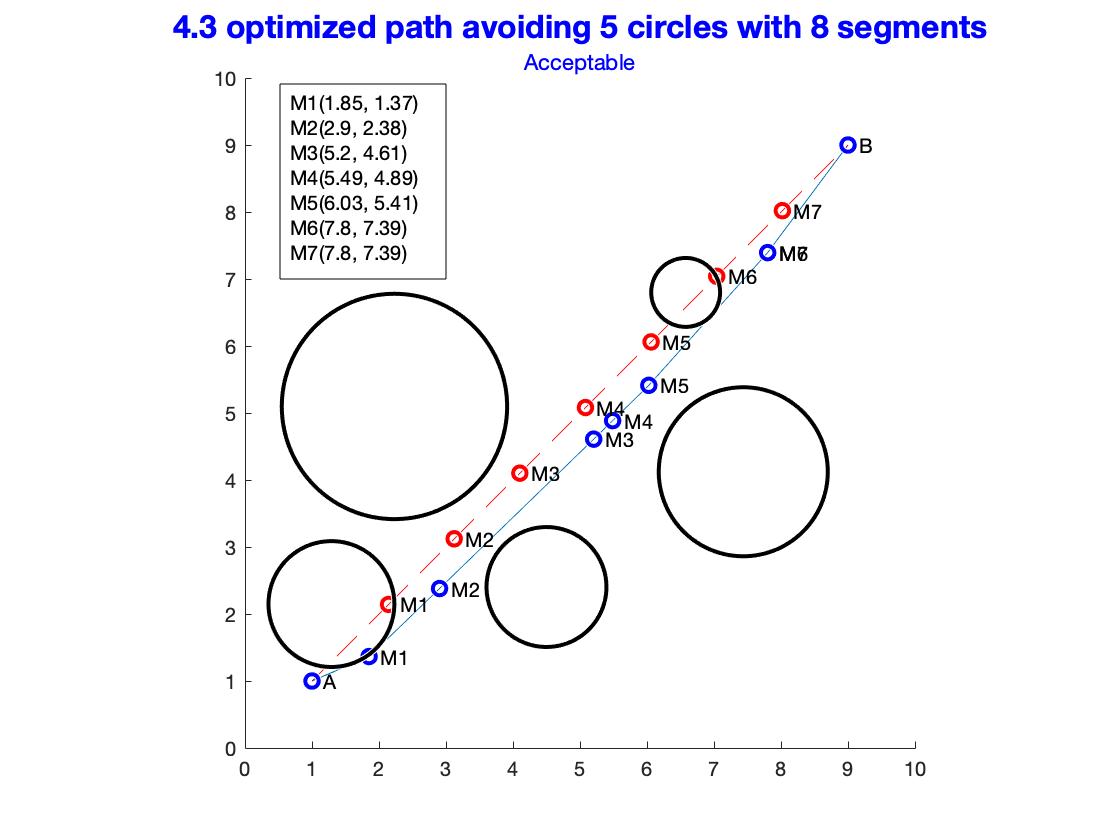 4.3 optimized path avoiding 5 circles with 8 segments
Acceptable
10
M1(1.85, 1.37)
M2(2.9, 2.38)
M3(5.2, 4.61)
M4(5.49, 4.89)
M5(6.03, 5.41)
M6(7.8, 7.39)
M7(7.8, 7.39)
9
B
8
M7
7
M6
6
M5
M5
5
M4
M4
M3
4
M3
3
M2
M2
2
M1
M1
1
A
0
0 1 2 3 4 5 6 7 8 9 10